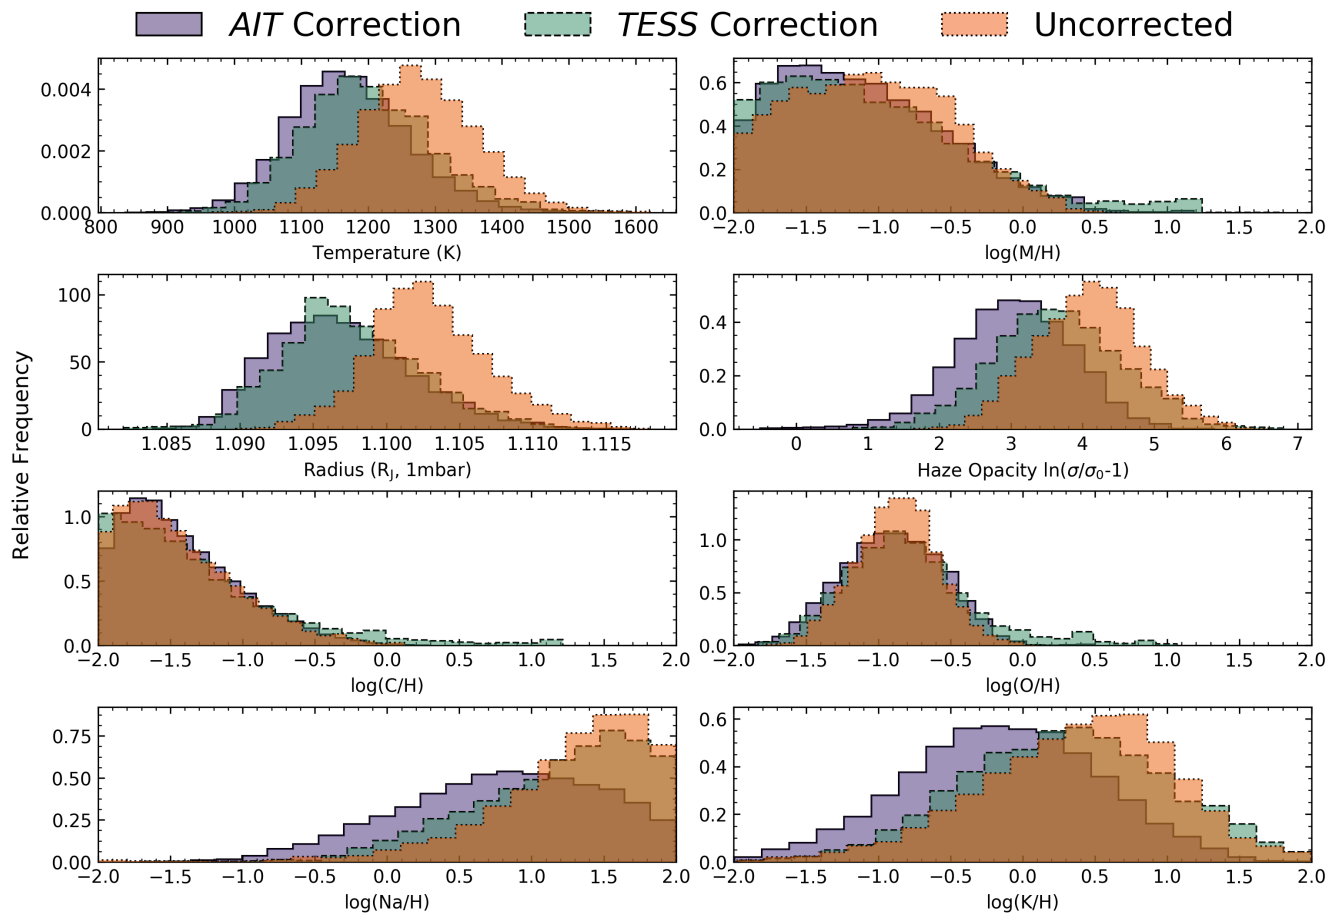 AIT Correction TESS Correction Uncorrected
0.004
0.002
0.000
800 900 1000 1100 1200 1300 1400 1500 1600
Temperature (K)
0.6
0.4
0.2
0.0
−2.0 −1.5 −1.0 −0.5 0.0 0.5 1.0 1.5 2.0
log(M/H)
Relative Frequency
100
50
0
1.085 1.090 1.095 1.100 1.105 1.110 1.115
Radius (RJ, 1mbar)
0.4
0.2
0.0
0 1 2 3 4 5 6 7
Haze Opacity ln(σ/σ0-1)
1.0
0.5
0.0
−2.0 −1.5 −1.0 −0.5 0.0 0.5 1.0 1.5 2.0
log(C/H)
1.0
0.5
0.0
−2.0 −1.5 −1.0 −0.5 0.0 0.5 1.0 1.5 2.0
log(O/H)
0.75
0.50
0.25
0.00
−2.0 −1.5 −1.0 −0.5 0.0 0.5 1.0 1.5 2.0
log(Na/H)
0.6
0.4
0.2
0.0
−2.0 −1.5 −1.0 −0.5 0.0 0.5 1.0 1.5 2.0
log(K/H)